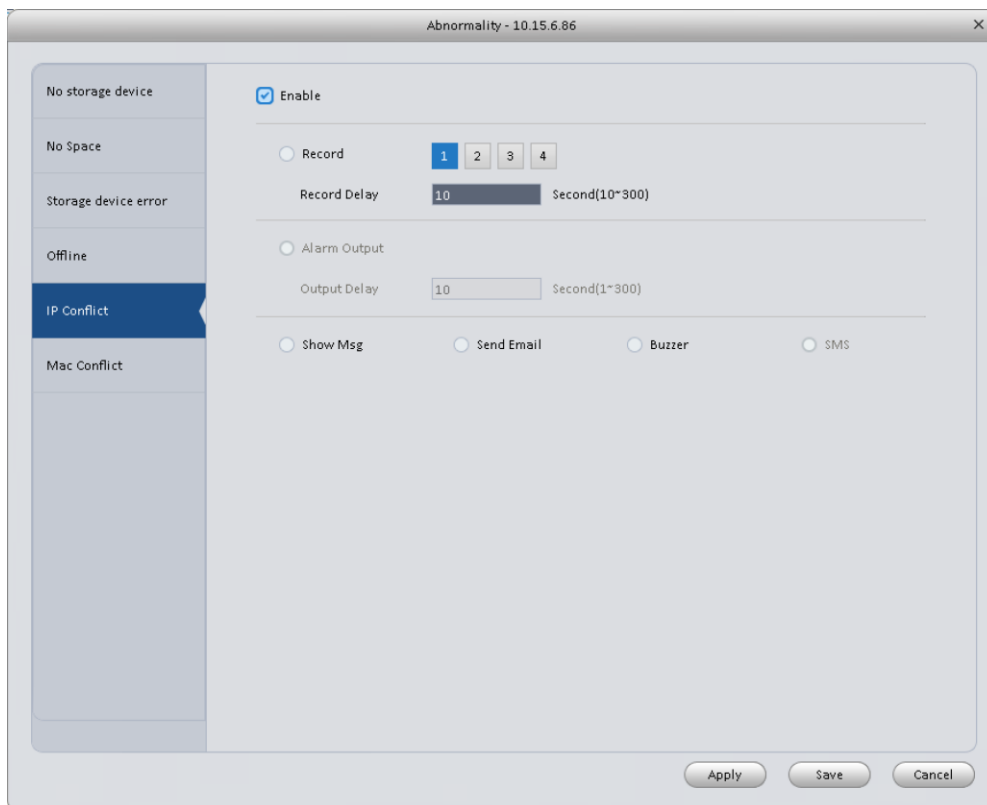 Abnormality - 10.15.6.86
No storage device
No Space
Storage device error
Offline
IP Conflict
Mac Conflict
Enable
Record 1 2 3 4
Record Delay 10 Second(10~300)
Alarm Output
Output Delay 10 Second(1~300)
Show Msg Send Email Buzzer SMS
Apply Save Cancel